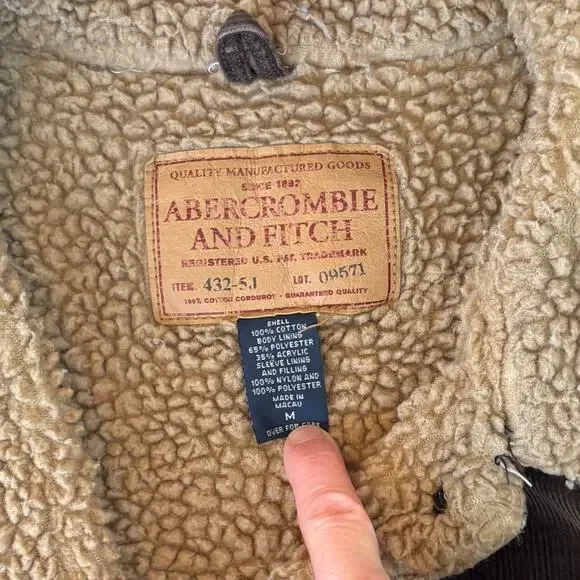 QUALITY MANUFACTURED GOODS
SINCE 1892
ABERCROMBIE
AND FITCH
REGISTERED U.S. PAT. TRADEMARK
ITEM. 432-5J LOT. 09571
100% COTTON CORDUROY - GUARANTEED QUALITY
SHELL
100% COTTON
BODY LINING
65% POLYESTER
35% ACRYLIC
SLEEVE LINING
AND FILLING
100% NYLON AND
100% POLYESTER
MADE IN
MACAU
M
OVER FOR CARE